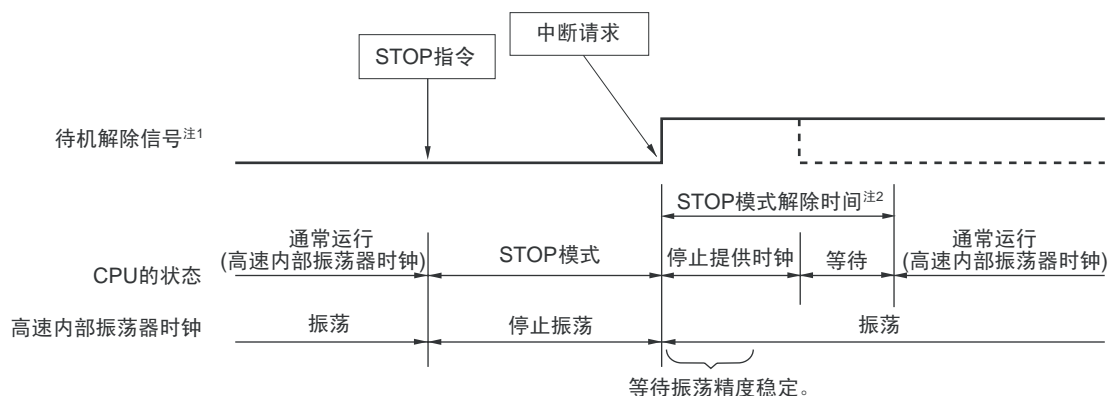 中断请求
STOP指令
待机解除信号注1
STOP模式解除时间注2
通常运行
(高速内部振荡器时钟)
STOP模式
停止提供时钟
等待
通常运行
(高速内部振荡器时钟)
CPU的状态
高速内部振荡器时钟
振荡
停止振荡
振荡
等待振荡精度稳定。